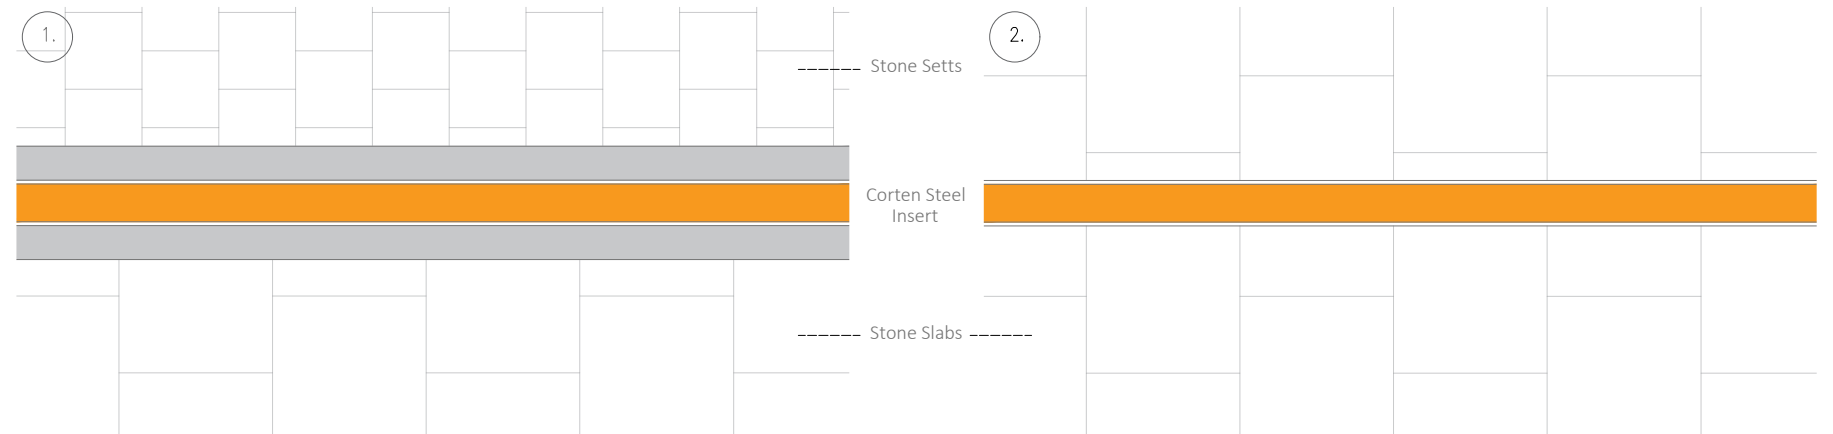 1.
2.
Stone Setts
Corten Steel
Insert
Stone Slabs